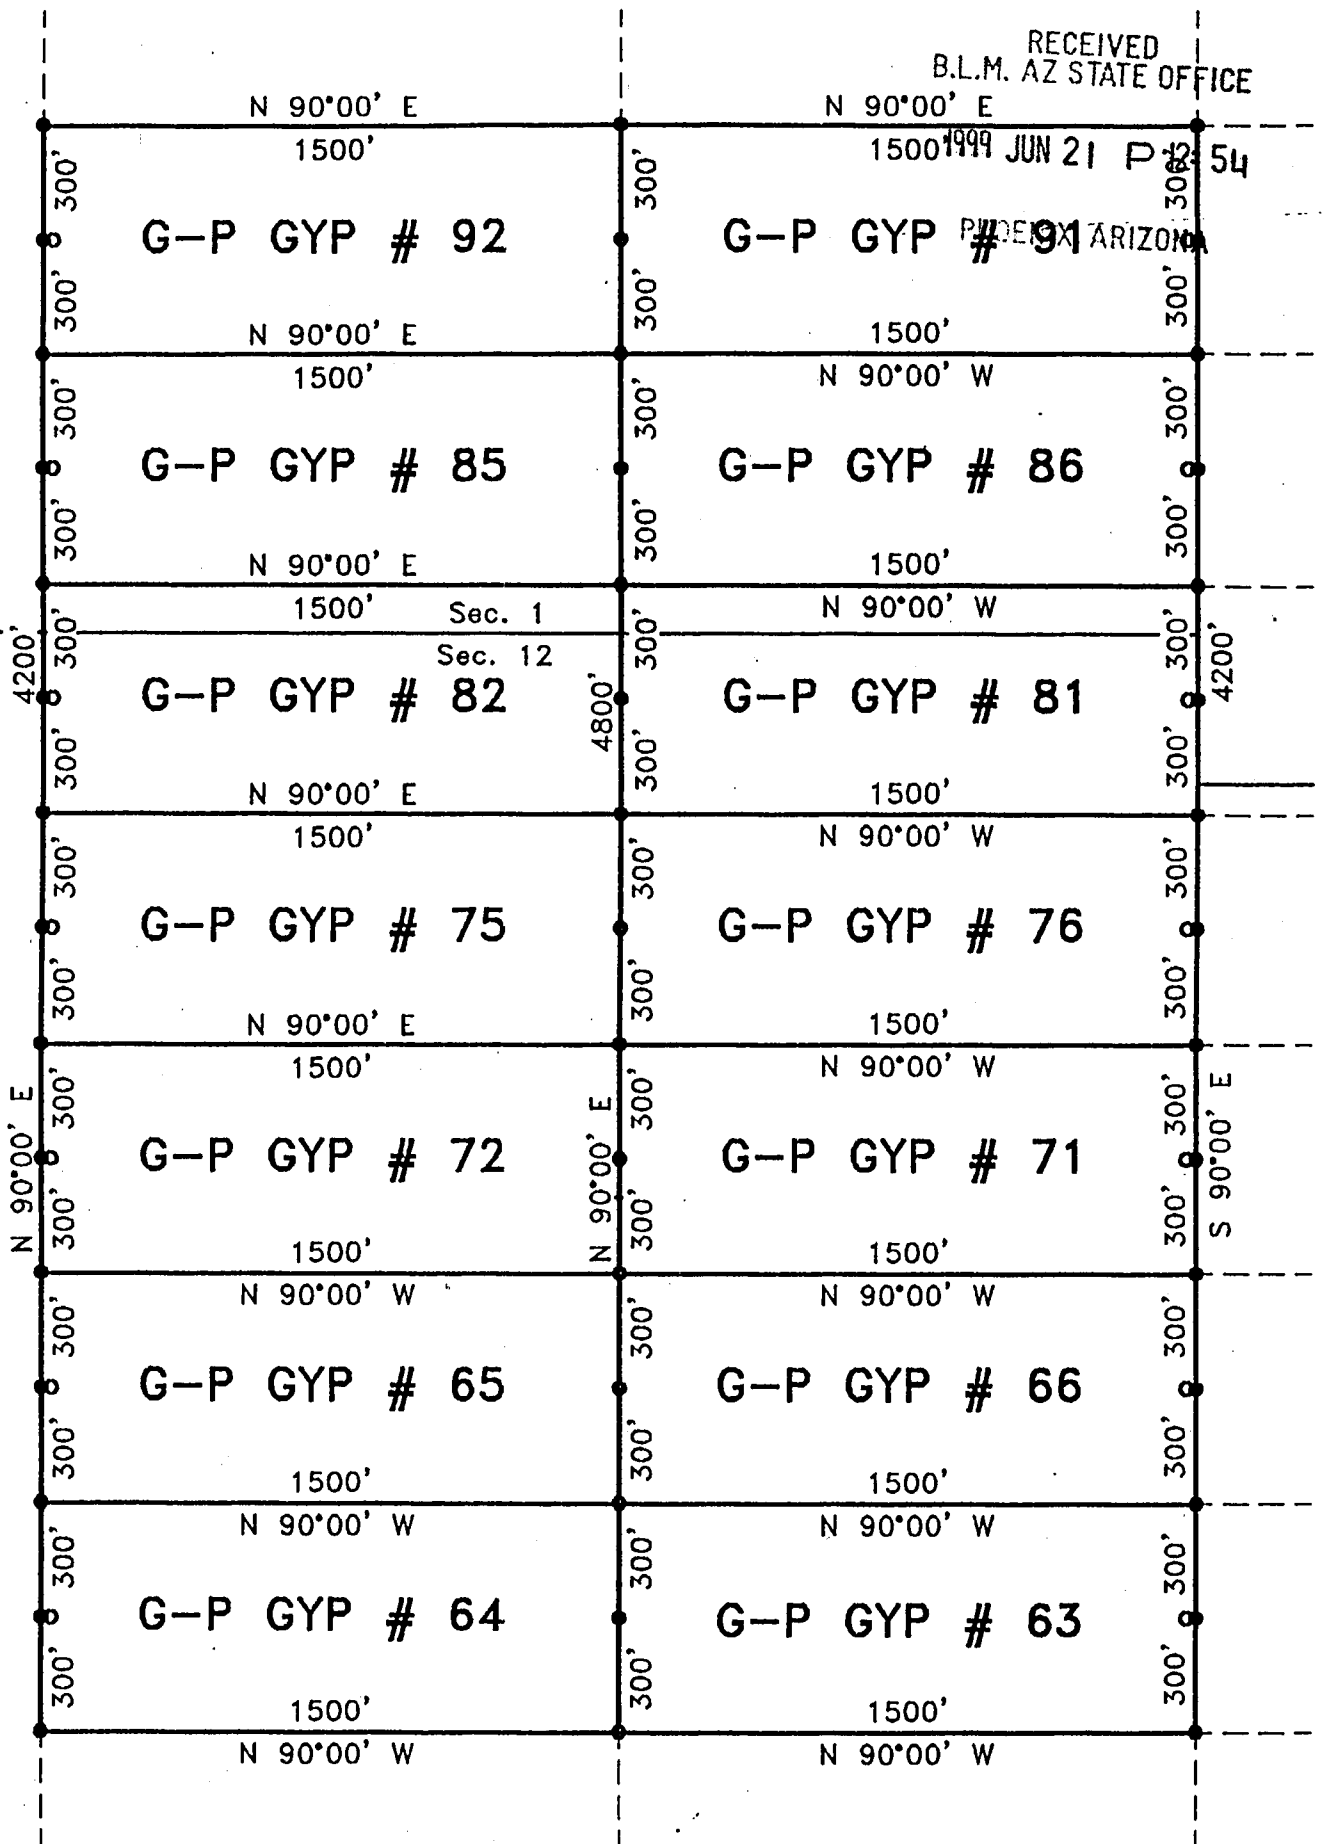 RECEIVED
B.L.M. AZ STATE OFFICE
N 90°00' E N 90°00' E
1500' 1500' 1999 JUN 21 P 12:54
300' 300' 300'
G-P GYP # 92 G-P GYP # 91
PHOENIX, ARIZONA
300' 300' 300'
N 90°00' E 1500'
1500' N 90°00' W
300' 300' 300'
G-P GYP # 85 G-P GYP # 86
300' 300' 300'
N 90°00' E 1500'
1500' Sec. 1 N 90°00' W
300' 300' 300'
Sec. 12
4200' G-P GYP # 82 4800' G-P GYP # 81 4200'
300' 300' 300'
N 90°00' E 1500'
1500' N 90°00' W
300' 300' 300'
G-P GYP # 75 G-P GYP # 76
300' 300' 300'
N 90°00' E 1500'
1500' N 90°00' W
300' 300' 300'
N 90°00' E G-P GYP # 72 N 90°00' E G-P GYP # 71 S 90°00' E
300' 300' 300'
1500' 1500'
N 90°00' W N 90°00' W
300' 300' 300'
G-P GYP # 65 G-P GYP # 66
300' 300' 300'
1500' 1500'
N 90°00' W N 90°00' W
300' 300' 300'
G-P GYP # 64 G-P GYP # 63
300' 300' 300'
1500' 1500'
N 90°00' W N 90°00' W